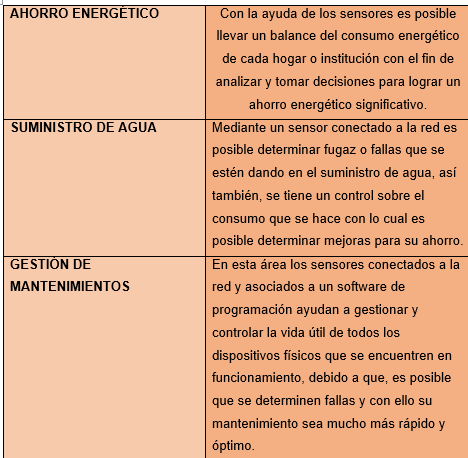 AHORRO ENERGÉTICO
Con la ayuda de los sensores es posible
llevar un balance del consumo energético
de cada hogar o institución con el fin de
analizar y tomar decisiones para lograr un
ahorro energético significativo.
SUMINISTRO DE AGUA
Mediante un sensor conectado a la red es
posible determinar fugaz o fallas que se
estén dando en el suministro de agua, así
también, se tiene un control sobre el
consumo que se hace con lo cual es
posible determinar mejoras para su ahorro.
GESTIÓN DE
MANTENIMIENTOS
En esta área los sensores conectados a la
red y asociados a un software de
programación ayudan a gestionar y
controlar la vida útil de todos los
dispositivos físicos que se encuentren en
funcionamiento, debido a que, es posible
que se determinen fallas y con ello su
mantenimiento sea mucho más rápido y
óptimo.